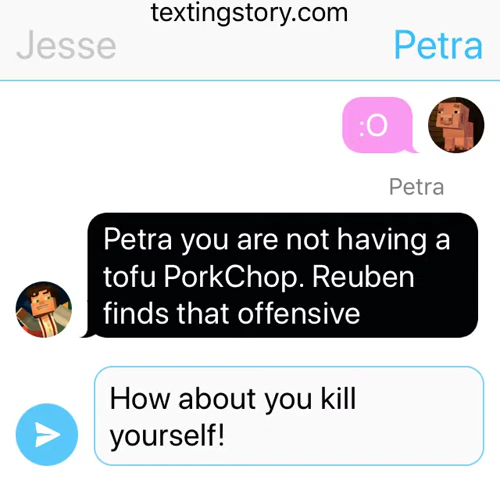 textingstory.com
Jesse
Petra
:O
Petra
Petra you are not having a
tofu PorkChop. Reuben
finds that offensive
How about you kill
yourself!